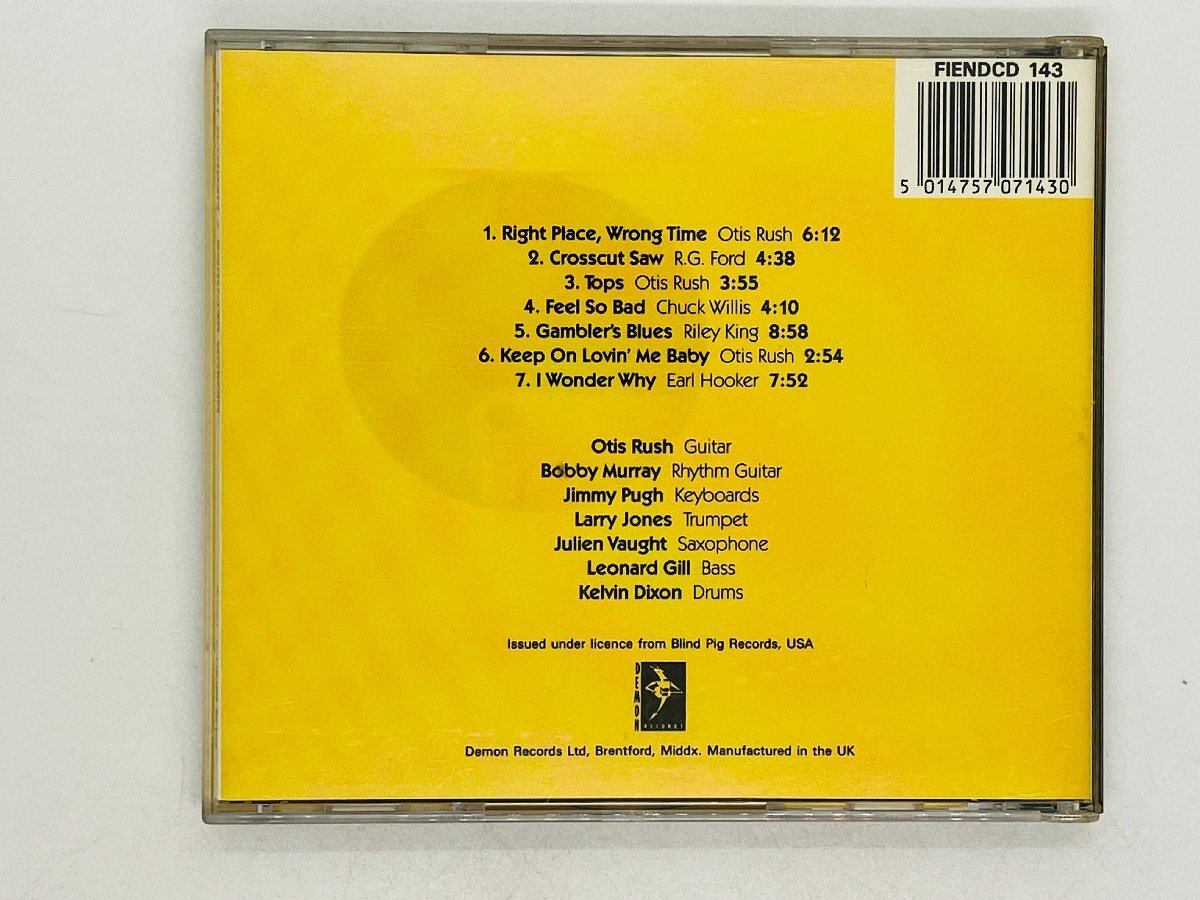 FIENDCD 143
5 014757 071430
1. Right Place, Wrong Time Otis Rush 6:12
2. Crosscut Saw R.G. Ford 4:38
3. Tops Otis Rush 3:55
4. Feel So Bad Chuck Willis 4:10
5. Gambler's Blues Riley King 8:58
6. Keep On Lovin' Me Baby Otis Rush 2:54
7. I Wonder Why Earl Hooker 7:52
Otis Rush Guitar
Bobby Murray Rhythm Guitar
Jimmy Pugh Keyboards
Larry Jones Trumpet
Julien Vaught Saxophone
Leonard Gill Bass
Kelvin Dixon Drums
Issued under licence from Blind Pig Records, USA
DEMON
RECORDS
Demon Records Ltd, Brentford, Middx. Manufactured in the UK